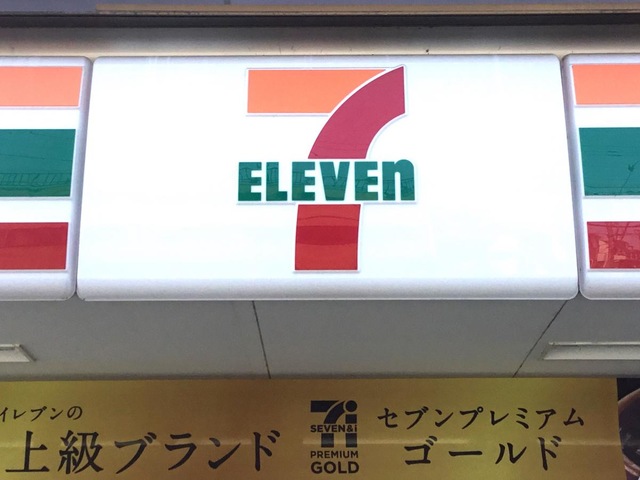 7
ELEVEn
イレブンの
上級ブランド
7i
SEVEN&i
PREMIUM
GOLD
セブンプレミアム
ゴールド